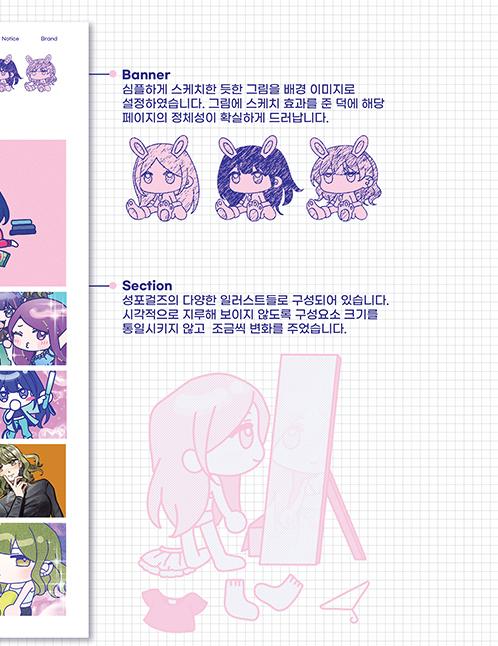 Notice Brand
Banner
심플하게 스케치한 듯한 그림을 배경 이미지로
설정하였습니다. 그림에 스케치 효과를 준 덕에 해당
페이지의 정체성이 확실하게 드러납니다.
Section
성포걸즈의 다양한 일러스트들로 구성되어 있습니다.
시각적으로 지루해 보이지 않도록 구성요소 크기를
통일시키지 않고 조금씩 변화를 주었습니다.